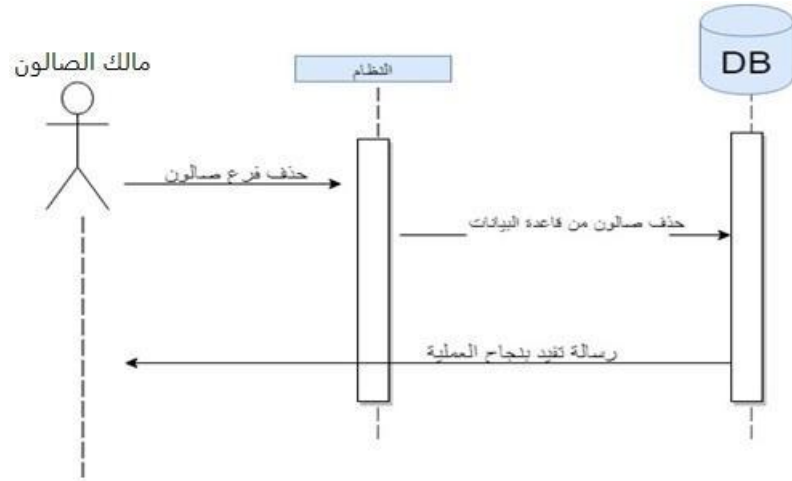 مالك الصالون
النظام
DB
حذف فرع صالون
حذف صالون من قاعدة البيانات
رسالة تفيد بنجاح العملية